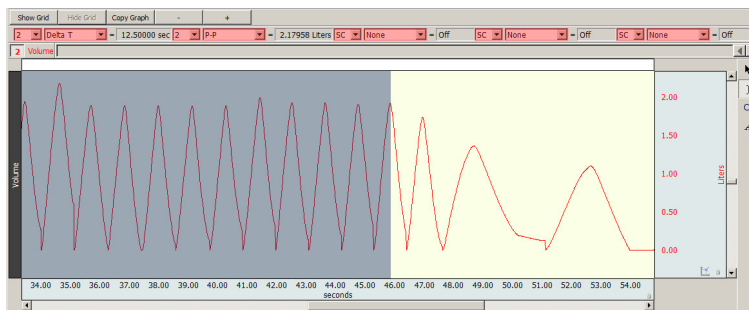 Show Grid Hide Grid Copy Graph - +
2 Delta T = 12.50000 sec 2 P-P = 2.17958 Liters SC None = Off SC None = Off SC None = Off
2 Volume
Volume
2.00
1.50
1.00
0.50
0.00
Liters
34.00 35.00 36.00 37.00 38.00 39.00 40.00 41.00 42.00 43.00 44.00 45.00 46.00 47.00 48.00 49.00 50.00 51.00 52.00 53.00 54.00
seconds